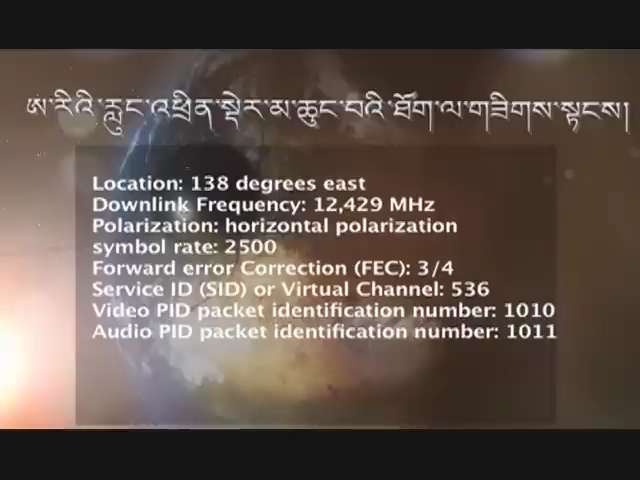 ཨ་རིའི་རླུང་འཕྲིན་སྡེར་མ་ཆུང་བའི་ཐོག་ལ་གཟིགས་སྟངས།
Location: 138 degrees east
Downlink Frequency: 12,429 MHz
Polarization: horizontal polarization
symbol rate: 2500
Forward error Correction (FEC): 3/4
Service ID (SID) or Virtual Channel: 536
Video PID packet identification number: 1010
Audio PID packet identification number: 1011